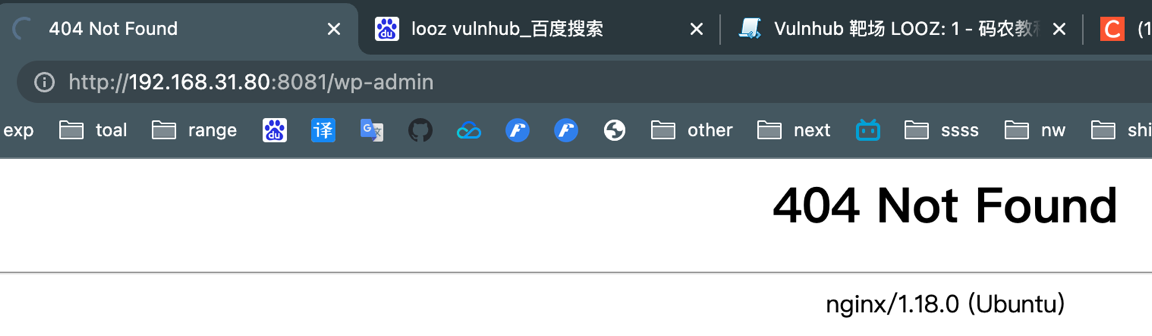 404 Not Found
looz vulnhub_百度搜索
Vulnhub 靶场 LOOZ: 1 - 码农教
(1
http://192.168.31.80:8081/wp-admin
exp toal range du 译 G 文 other next ssss nw shi
404 Not Found
nginx/1.18.0 (Ubuntu)